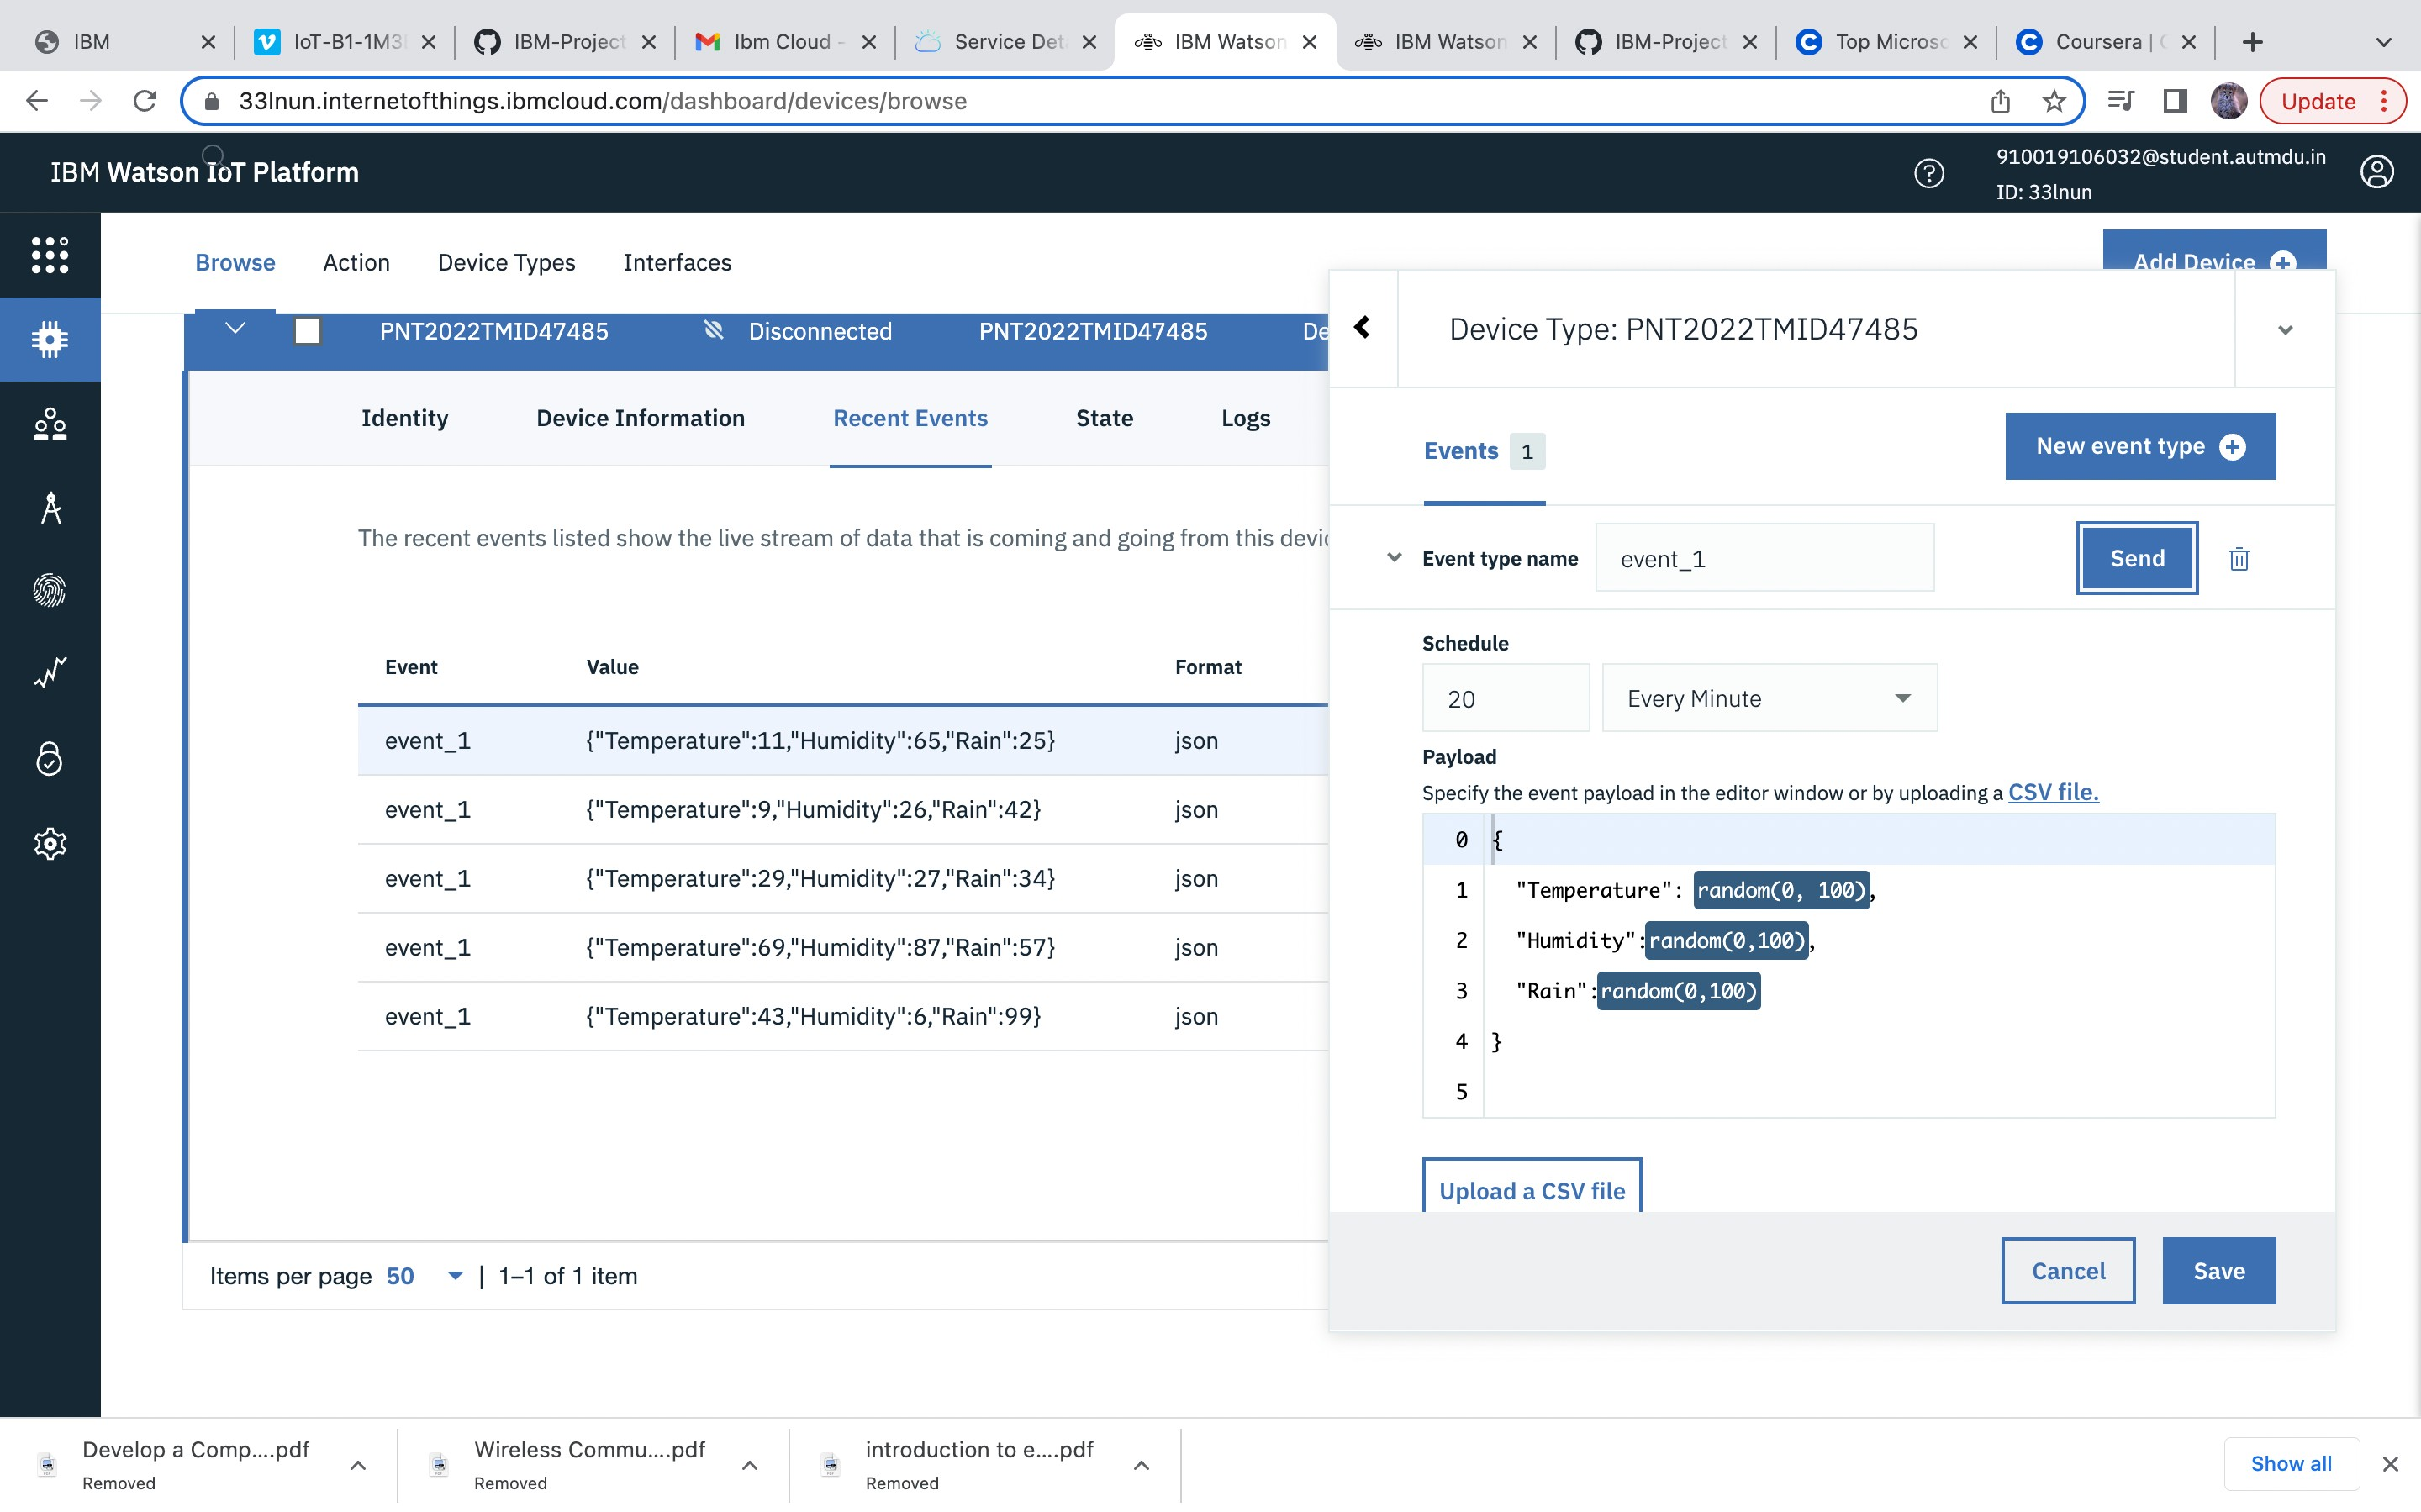 IBM
IoT-B1-1M3
IBM-Project
Ibm Cloud -
Service Det
IBM Watson
IBM Watson
IBM-Project
Top Microso
Coursera |
33lnun.internetofthings.ibmcloud.com/dashboard/devices/browse
Update
IBM Watson IoT Platform
910019106032@student.autmdu.in
ID: 33lnun
Browse
Action
Device Types
Interfaces
Add Device
PNT2022TMID47485
Disconnected
PNT2022TMID47485
De
Identity
Device Information
Recent Events
State
Logs
The recent events listed show the live stream of data that is coming and going from this devic
Event Value Format
event_1 {"Temperature":11,"Humidity":65,"Rain":25} json
event_1 {"Temperature":9,"Humidity":26,"Rain":42} json
event_1 {"Temperature":29,"Humidity":27,"Rain":34} json
event_1 {"Temperature":69,"Humidity":87,"Rain":57} json
event_1 {"Temperature":43,"Humidity":6,"Rain":99} json
Items per page 50 | 1–1 of 1 item
Device Type: PNT2022TMID47485
Events 1
New event type
Event type name
event_1
Send
Schedule
20
Every Minute
Payload
Specify the event payload in the editor window or by uploading a CSV file.
0 {
1 "Temperature": random(0, 100),
2 "Humidity":random(0,100),
3 "Rain":random(0,100)
4 }
5
Upload a CSV file
Cancel
Save
Develop a Comp....pdf
Removed
Wireless Commu....pdf
Removed
introduction to e....pdf
Removed
Show all